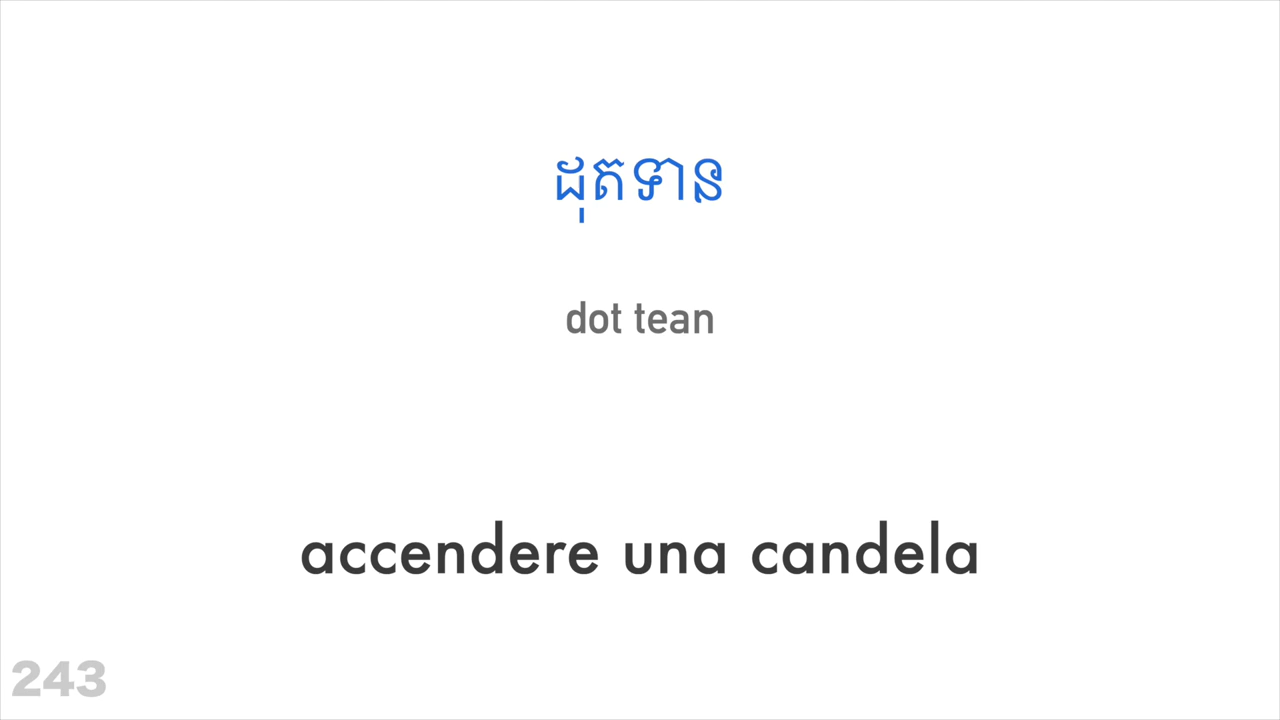 ដុតទាន
dot tean
accendere una candela
243